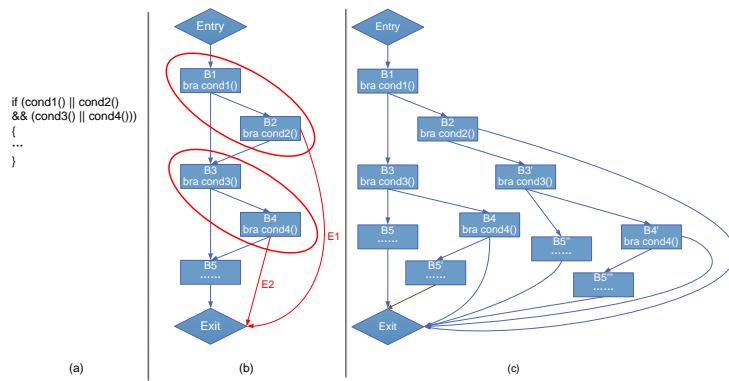 if (cond1() || cond2()
&& (cond3() || cond4()))
{
...
}
(a)
Entry
B1
bra cond1()
B2
bra cond2()
B3
bra cond3()
B4
bra cond4()
E1
B5
......
E2
Exit
(b)
Entry
B1
bra cond1()
B2
bra cond2()
B3
bra cond3()
B3'
bra cond3()
B5
......
B4
bra cond4()
B5''
......
B4'
bra cond4()
B5'
......
B5'''
......
Exit
(c)